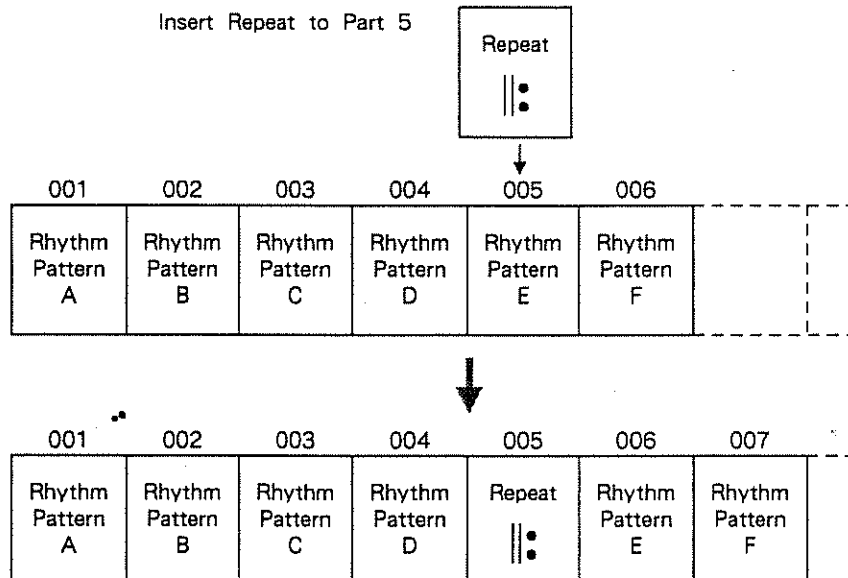 Insert Repeat to Part 5
Repeat
001 002 003 004 005 006
Rhythm Rhythm Rhythm Rhythm Rhythm Rhythm
Pattern Pattern Pattern Pattern Pattern Pattern
A B C D E F
001 002 003 004 005 006 007
Rhythm Rhythm Rhythm Rhythm Repeat Rhythm Rhythm
Pattern Pattern Pattern Pattern Pattern Pattern
A B C D E F